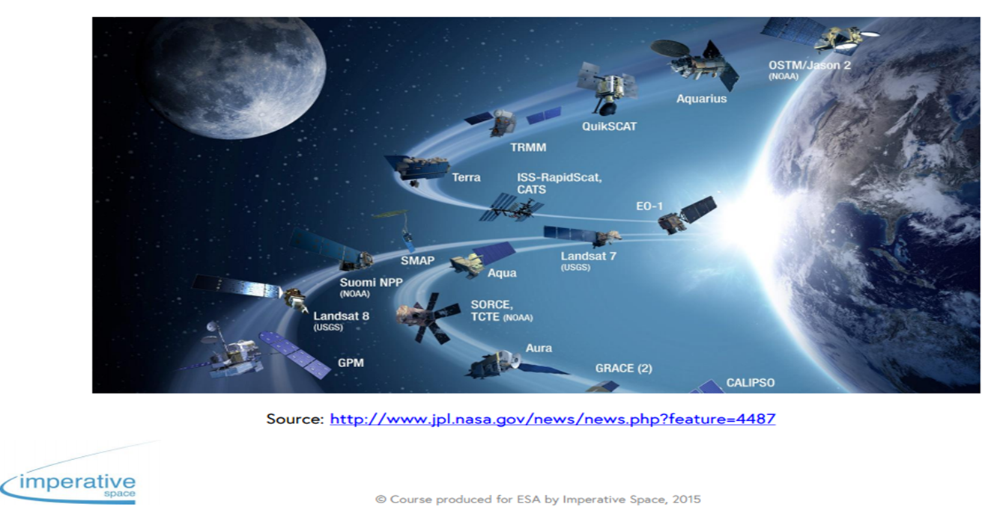 OSTM/Jason 2
(NOAA)
Aquarius
QuikSCAT
TRMM
Terra
ISS-RapidScat,
CATS
EO-1
Landsat 7
(USGS)
SMAP
Aqua
Suomi NPP
(NOAA)
Landsat 8
(USGS)
SORCE,
TCTE (NOAA)
GPM
Aura
GRACE (2)
CALIPSO
Source: http://www.jpl.nasa.gov/news/news.php?feature=4487
imperative
space
© Course produced for ESA by Imperative Space, 2015